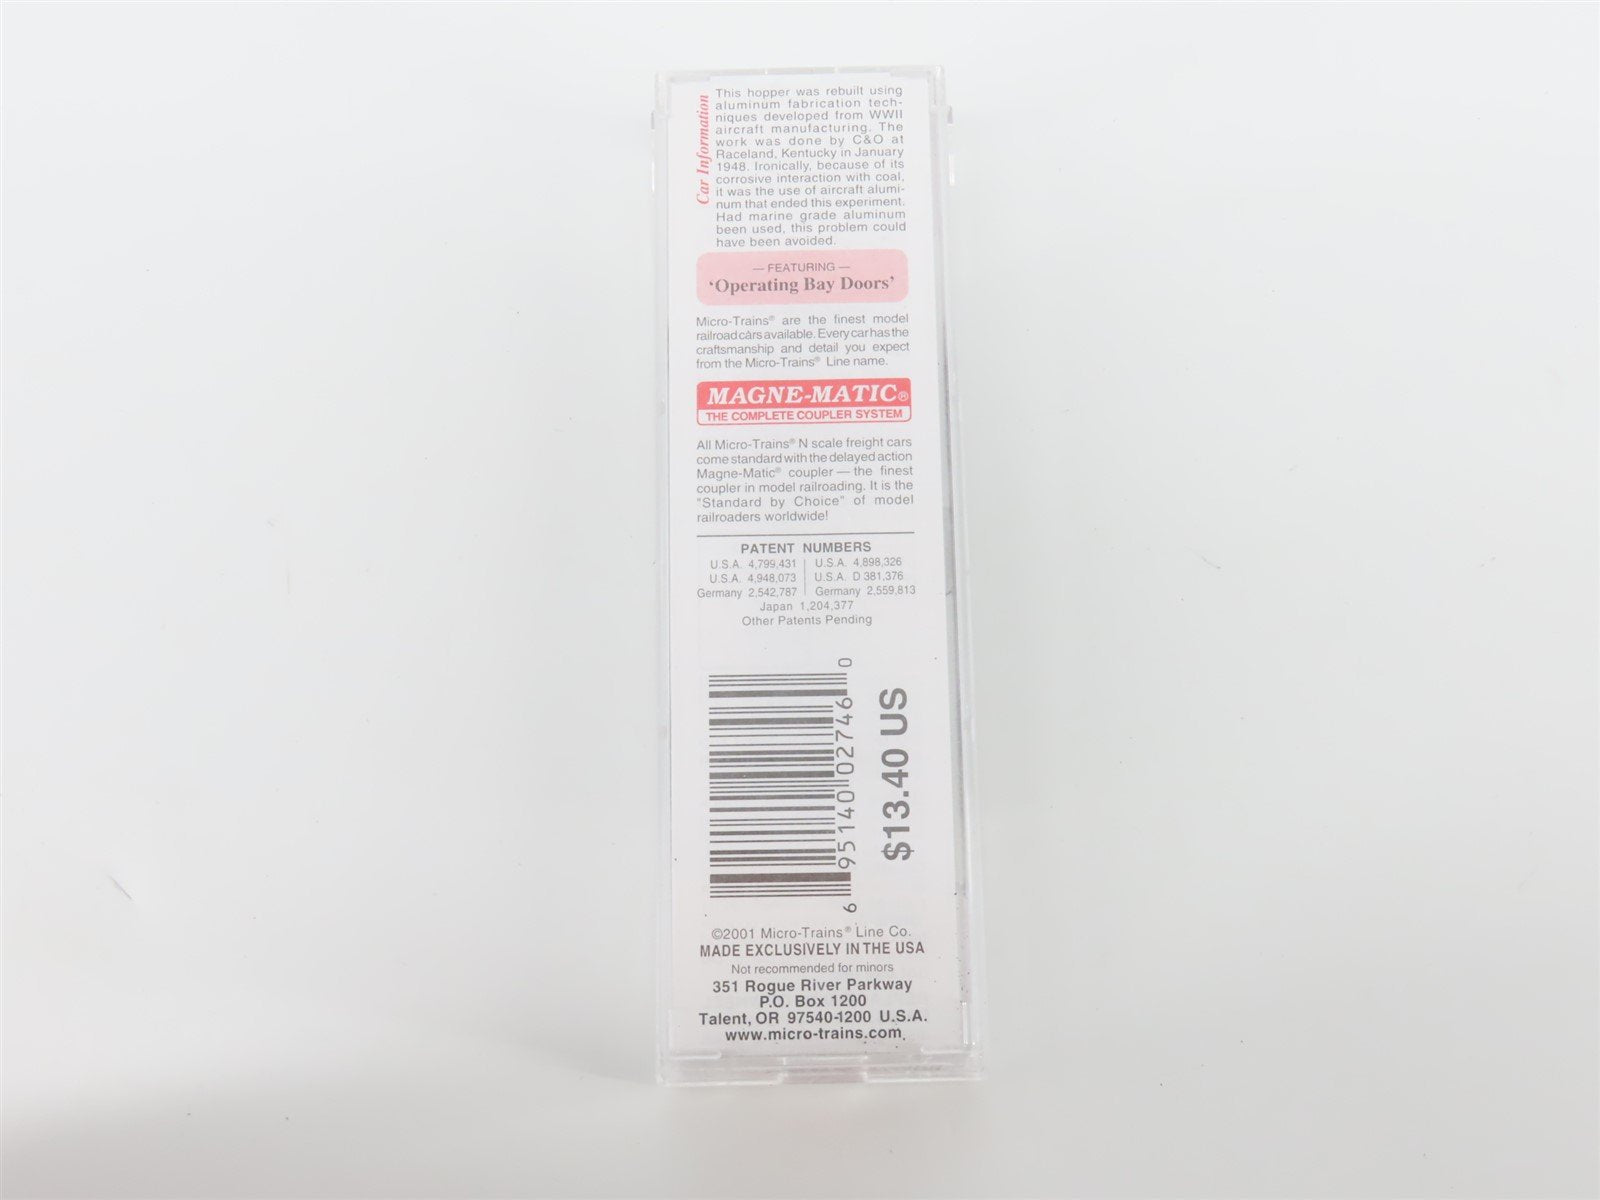 Car Information
This hopper was rebuilt using
aluminum fabrication tech-
niques developed from WWII
aircraft manufacturing. The
work was done by C&O at
Raceland, Kentucky in January
1948. Ironically, because of its
corrosive interaction with coal,
it was the use of aircraft alumi-
num that ended this experiment.
Had marine grade aluminum
been used, this problem could
have been avoided.
— FEATURING —
‘Operating Bay Doors’
Micro-Trains® are the finest model
railroad cars available. Every car has the
craftsmanship and detail you expect
from the Micro-Trains® Line name.
MAGNE-MATIC®
THE COMPLETE COUPLER SYSTEM
All Micro-Trains® N scale freight cars
come standard with the delayed action
Magne-Matic® coupler — the finest
coupler in model railroading. It is the
"Standard by Choice" of model
railroaders worldwide!
PATENT NUMBERS
U.S.A. 4,799,431 U.S.A. 4,898,326
U.S.A. 4,948,073 U.S.A. D 381,376
Germany 2,542,787 Germany 2,559,813
Japan 1,204,377
Other Patents Pending
6 95140 02746 0
$13.40 US
©2001 Micro-Trains® Line Co.
MADE EXCLUSIVELY IN THE USA
Not recommended for minors
351 Rogue River Parkway
P.O. Box 1200
Talent, OR 97540-1200 U.S.A.
www.micro-trains.com